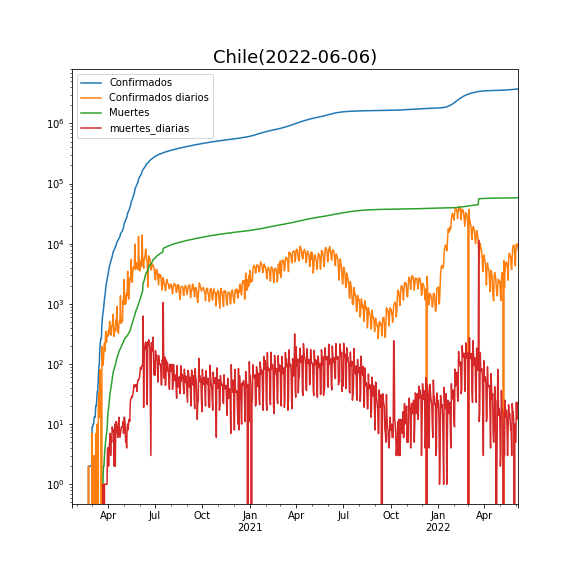 Chile(2022-06-06)
Confirmados
Confirmados diarios
Muertes
muertes_diarias
10^6
10^5
10^4
10^3
10^2
10^1
10^0
Apr Jul Oct Jan Apr Jul Oct Jan Apr
2021 2022